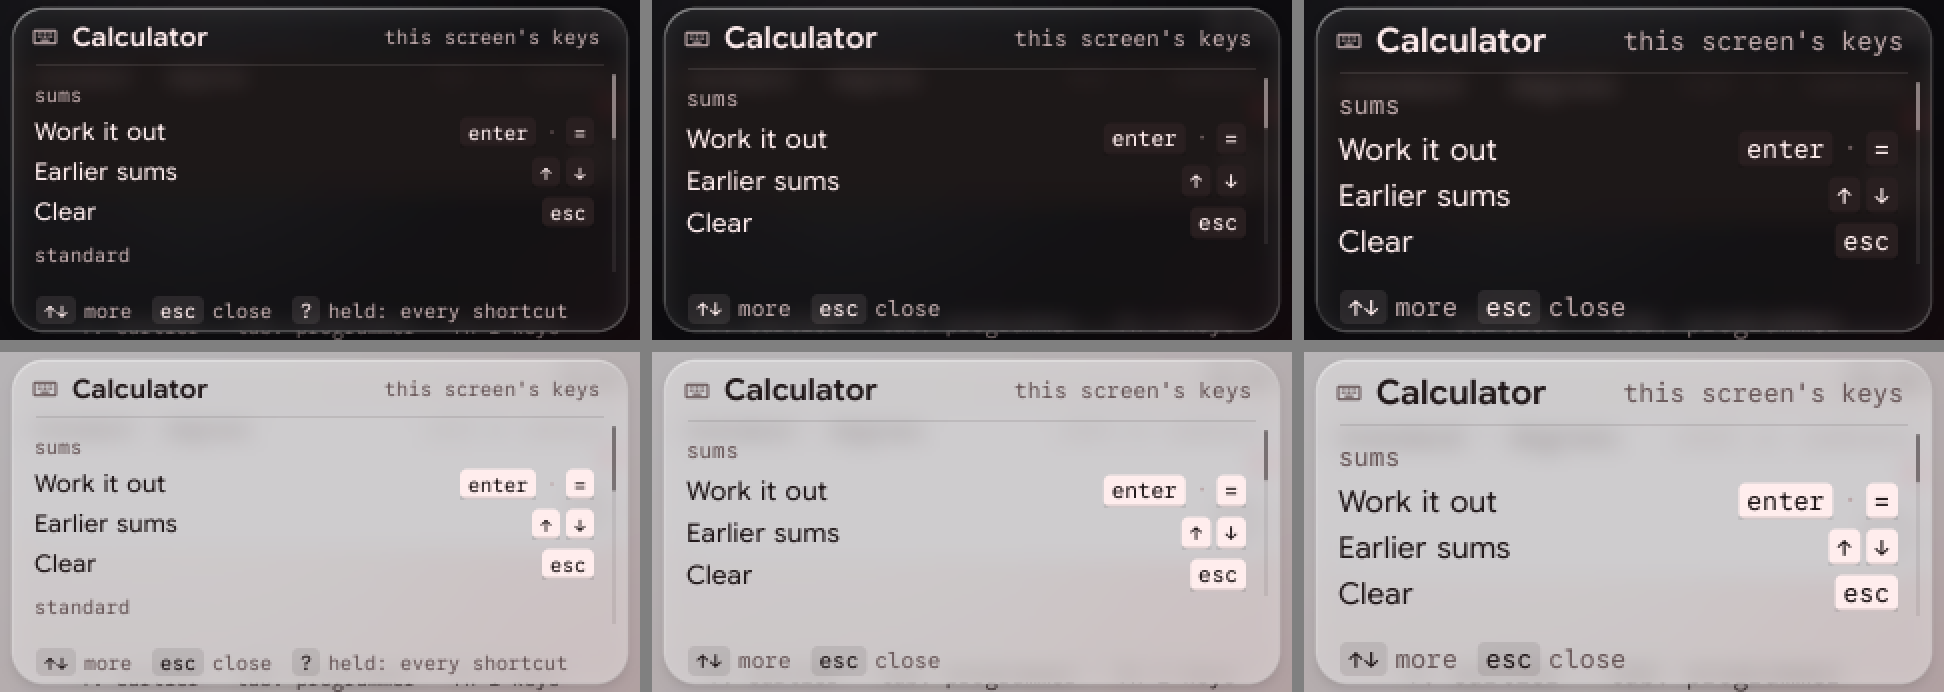 Calculator this screen's keys
sums
Work it out enter · =
Earlier sums ↑ ↓
Clear esc
standard
↑↓ more esc close ? held: every shortcut
Calculator this screen's keys
sums
Work it out enter · =
Earlier sums ↑ ↓
Clear esc
↑↓ more esc close
Calculator this screen's keys
sums
Work it out enter · =
Earlier sums ↑ ↓
Clear esc
↑↓ more esc close
Calculator this screen's keys
sums
Work it out enter · =
Earlier sums ↑ ↓
Clear esc
standard
↑↓ more esc close ? held: every shortcut
Calculator this screen's keys
sums
Work it out enter · =
Earlier sums ↑ ↓
Clear esc
↑↓ more esc close
Calculator this screen's keys
sums
Work it out enter · =
Earlier sums ↑ ↓
Clear esc
↑↓ more esc close